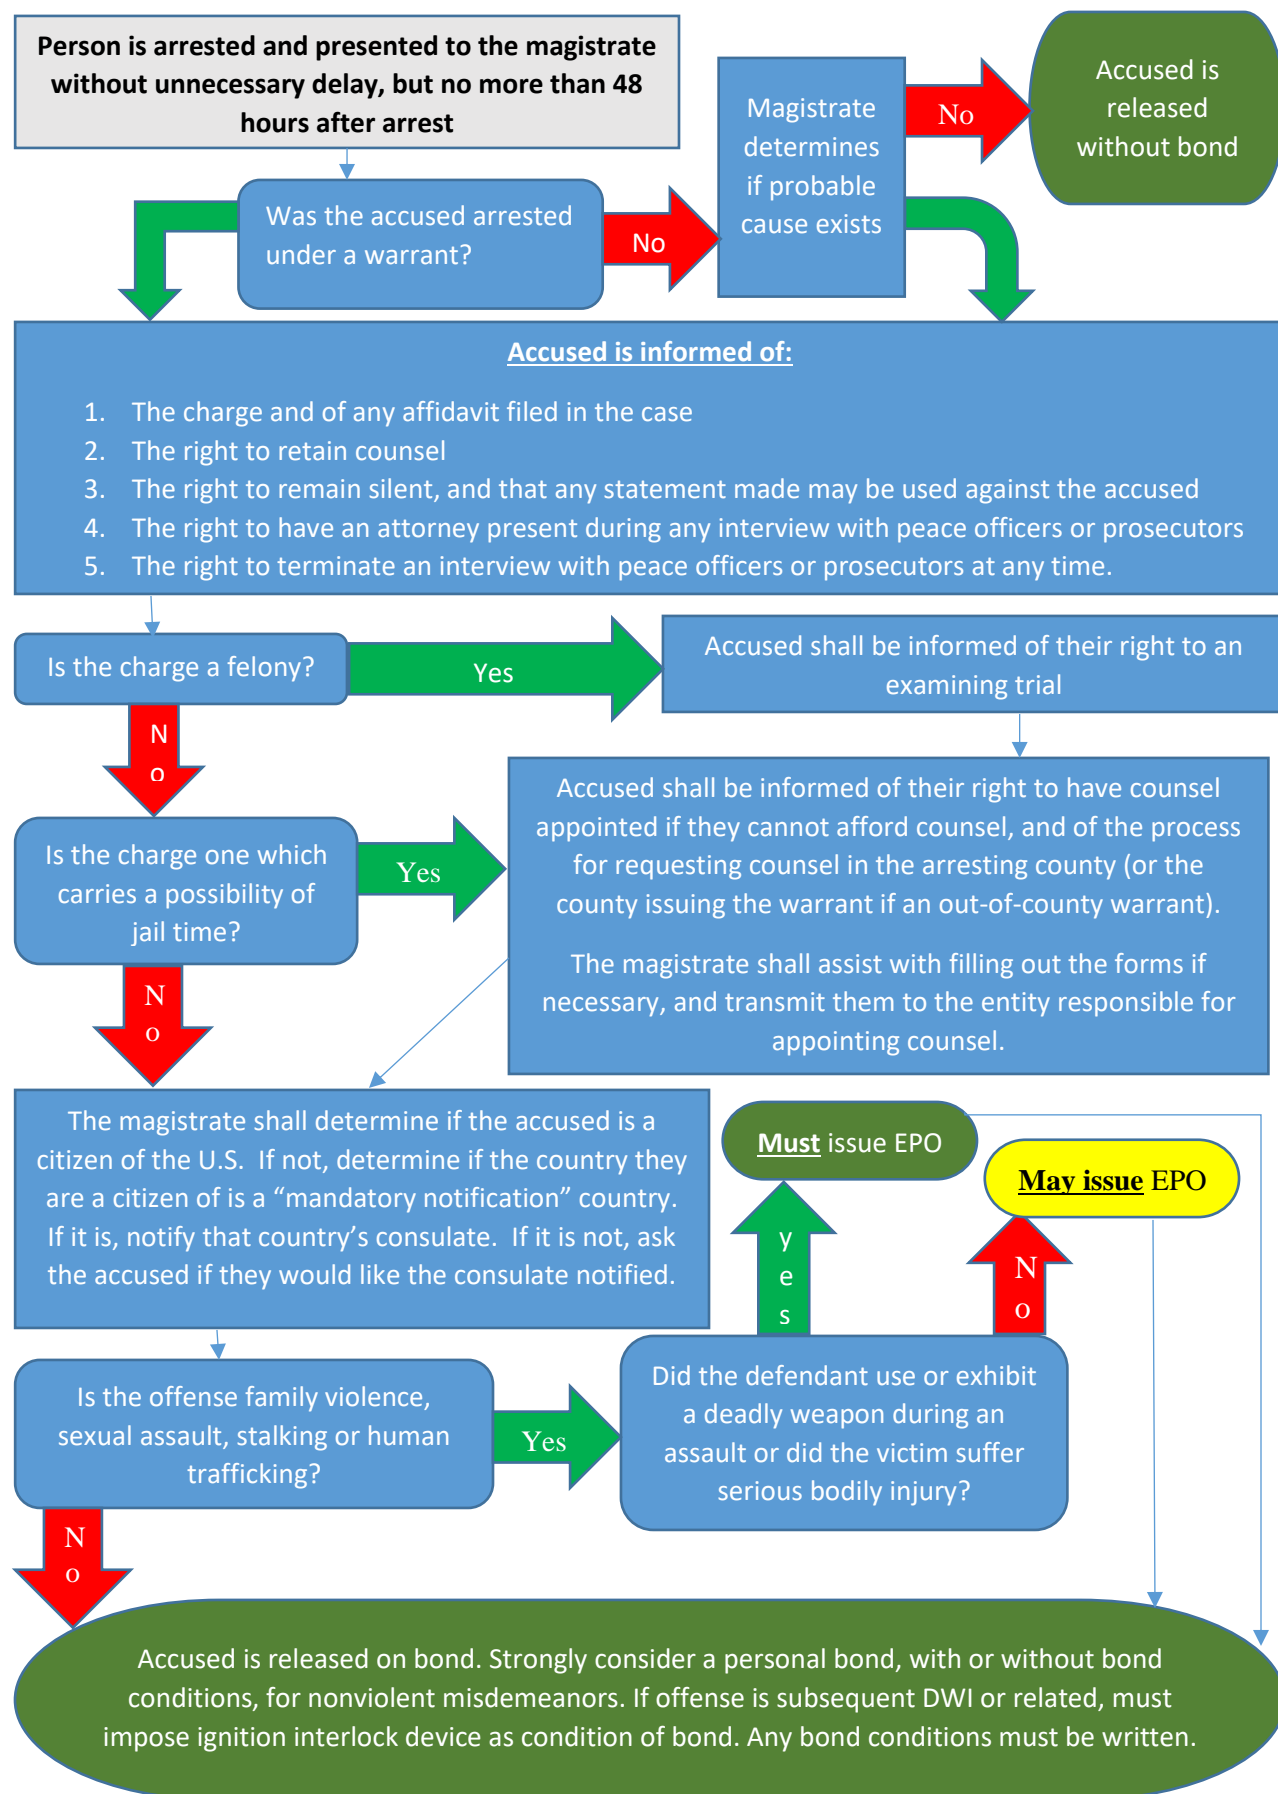 Person is arrested and presented to the magistrate
without unnecessary delay, but no more than 48
hours after arrest
Magistrate
determines
if probable
cause exists
No
Accused is
released
without bond
Was the accused arrested
under a warrant?
No
Accused is informed of:
1. The charge and of any affidavit filed in the case
2. The right to retain counsel
3. The right to remain silent, and that any statement made may be used against the accused
4. The right to have an attorney present during any interview with peace officers or prosecutors
5. The right to terminate an interview with peace officers or prosecutors at any time.
Is the charge a felony?
Yes
Accused shall be informed of their right to an
examining trial
N
o
Is the charge one which
carries a possibility of
jail time?
Yes
Accused shall be informed of their right to have counsel
appointed if they cannot afford counsel, and of the process
for requesting counsel in the arresting county (or the
county issuing the warrant if an out-of-county warrant).
The magistrate shall assist with filling out the forms if
necessary, and transmit them to the entity responsible for
appointing counsel.
N
o
The magistrate shall determine if the accused is a
citizen of the U.S. If not, determine if the country they
are a citizen of is a “mandatory notification” country.
If it is, notify that country’s consulate. If it is not, ask
the accused if they would like the consulate notified.
Must issue EPO
May issue EPO
y
e
s
N
o
Is the offense family violence,
sexual assault, stalking or human
trafficking?
Yes
Did the defendant use or exhibit
a deadly weapon during an
assault or did the victim suffer
serious bodily injury?
N
o
Accused is released on bond. Strongly consider a personal bond, with or without bond
conditions, for nonviolent misdemeanors. If offense is subsequent DWI or related, must
impose ignition interlock device as condition of bond. Any bond conditions must be written.